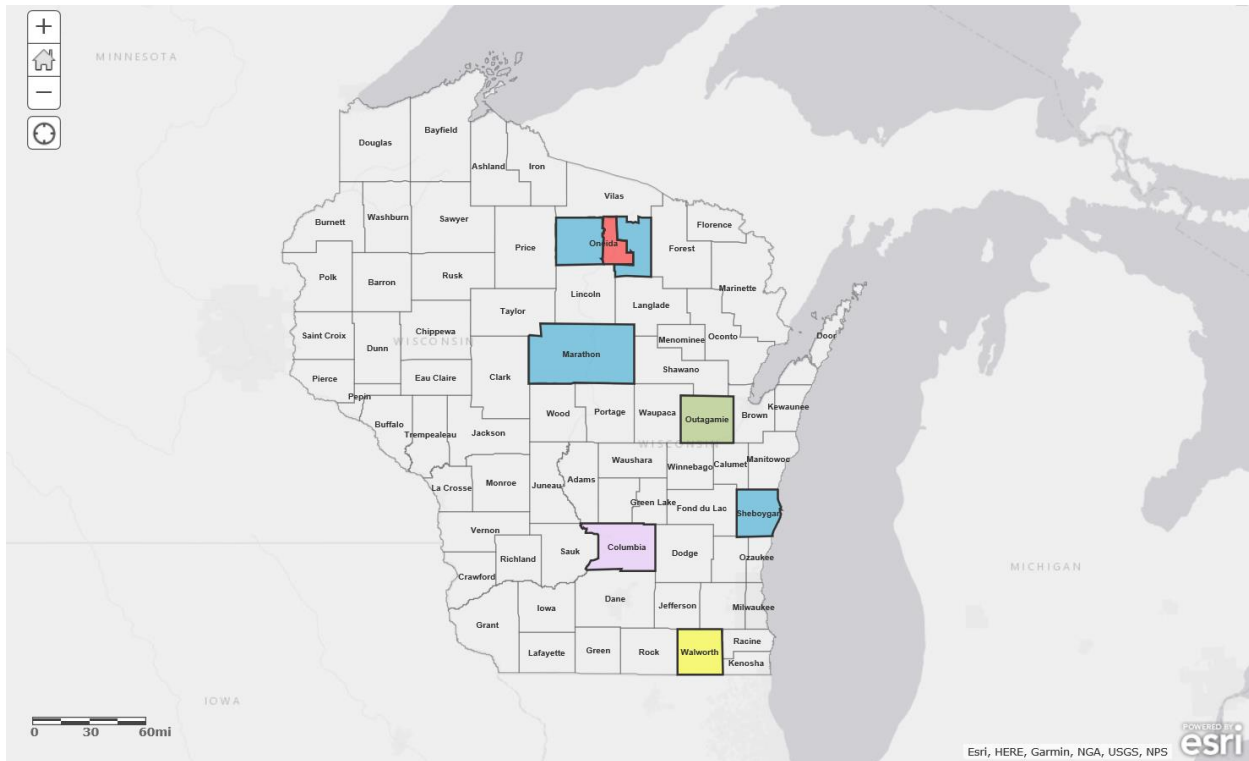 +
−
MINNESOTA
Bayfield
Douglas
Ashland
Iron
Vilas
Burnett
Washburn
Sawyer
Florence
Oneida
Price
Forest
Polk
Barron
Rusk
Marinette
Lincoln
Langlade
Taylor
Saint Croix
Chippewa
WISCONSIN
Menominee
Oconto
Door
Dunn
Marathon
Shawano
Pierce
Eau Claire
Clark
Pepin
Wood
Portage
Waupaca
Outagamie
Brown
Kewaunee
Buffalo
Trempealeau
Jackson
WISCONSIN
Waushara
Winnebago
Calumet
Manitowoc
La Crosse
Monroe
Juneau
Adams
Green Lake
Fond du Lac
Sheboygan
Vernon
Sauk
Columbia
Dodge
Richland
Ozaukee
Crawford
MICHIGAN
Iowa
Dane
Jefferson
Milwaukee
Grant
Lafayette
Green
Rock
Walworth
Racine
Kenosha
IOWA
0 30 60mi
POWERED BY
esri
Esri, HERE, Garmin, NGA, USGS, NPS